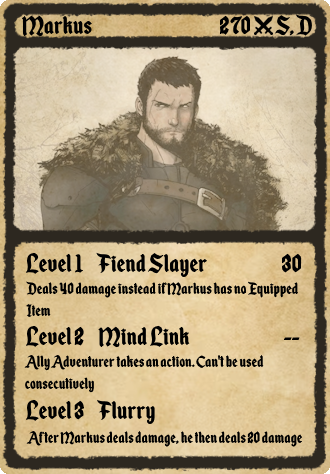 Markus 270 S, D
Level 1 Fiend Slayer 30
Deals 40 damage instead if Markus has no Equipped
Item
Level 2 Mind Link --
Ally Adventurer takes an action. Can't be used
consecutively
Level 3 Flurry
After Markus deals damage, he then deals 20 damage